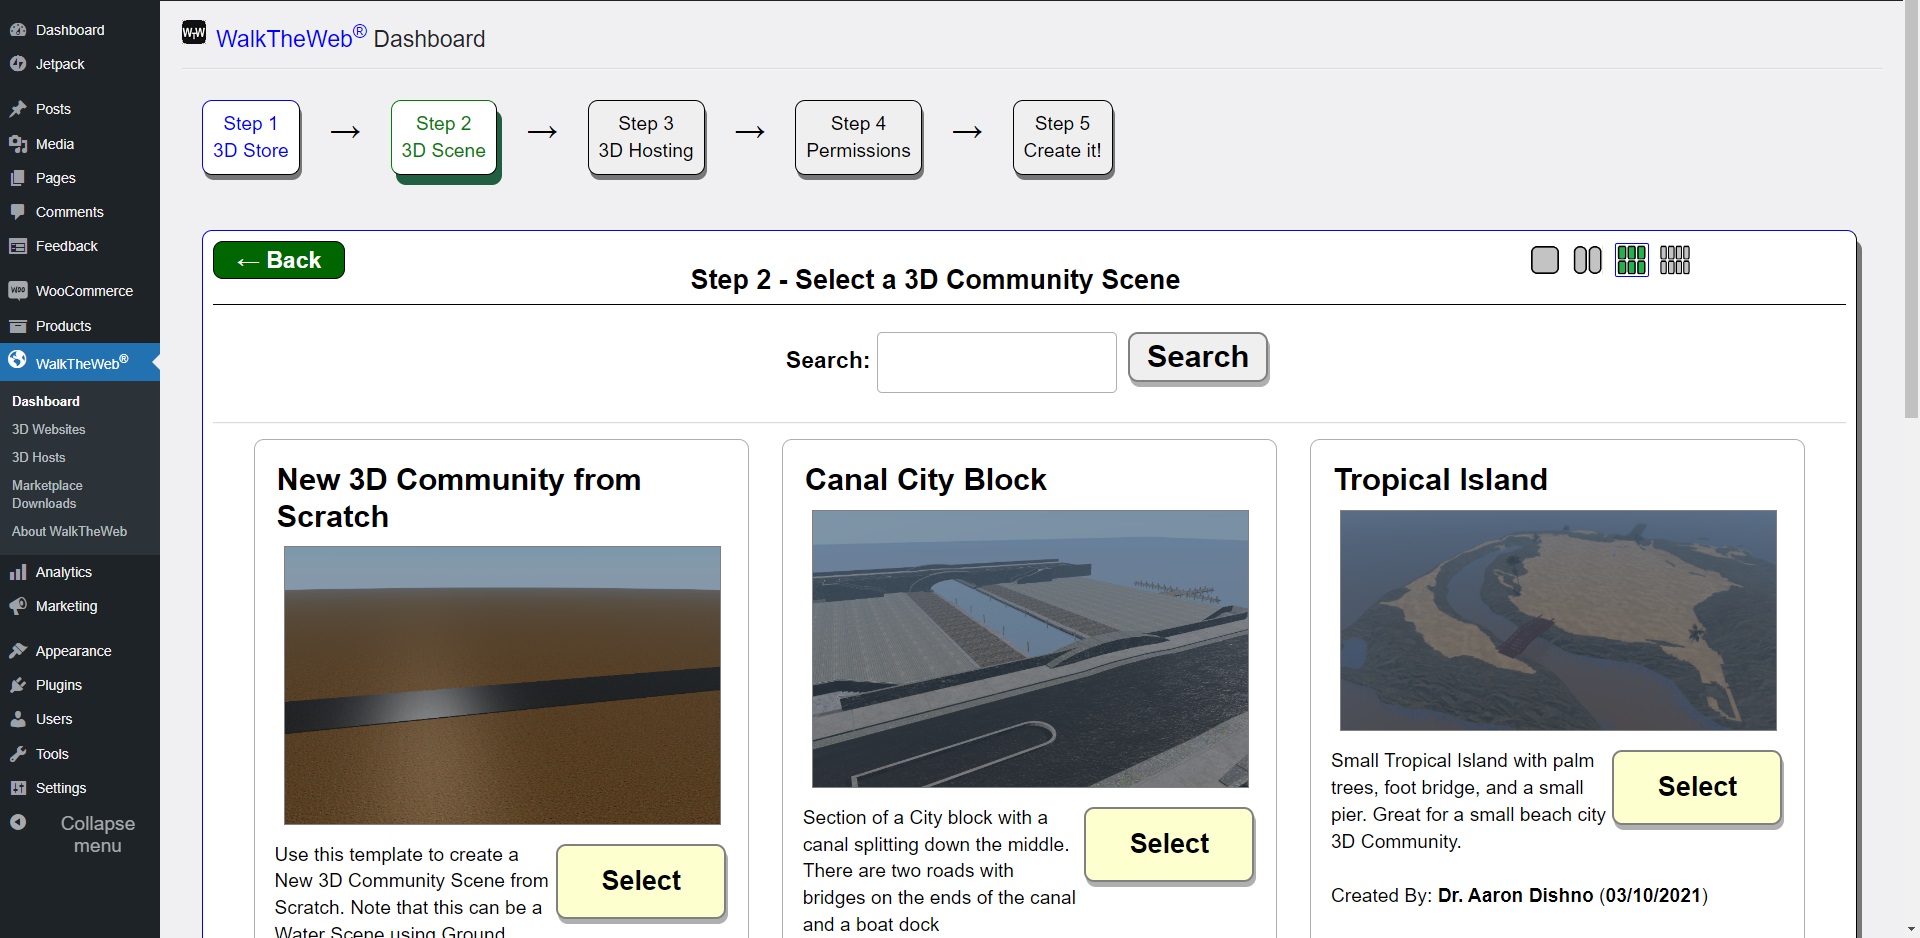 Dashboard
Jetpack
Posts
Media
Pages
Comments
Feedback
WooCommerce
Products
WalkTheWeb®
Dashboard
3D Websites
3D Hosts
Marketplace
Downloads
About WalkTheWeb
Analytics
Marketing
Appearance
Plugins
Users
Tools
Settings
Collapse
menu
WTW WalkTheWeb® Dashboard
Step 1
3D Store
→
Step 2
3D Scene
→
Step 3
3D Hosting
→
Step 4
Permissions
→
Step 5
Create it!
← Back
Step 2 - Select a 3D Community Scene
Search:
Search
New 3D Community from
Scratch
Use this template to create a
New 3D Community Scene from
Scratch. Note that this can be a
Water Scene using Ground
Select
Canal City Block
Section of a City block with a
canal splitting down the middle.
There are two roads with
bridges on the ends of the canal
and a boat dock
Select
Tropical Island
Small Tropical Island with palm
trees, foot bridge, and a small
pier. Great for a small beach city
3D Community.
Select
Created By: Dr. Aaron Dishno (03/10/2021)